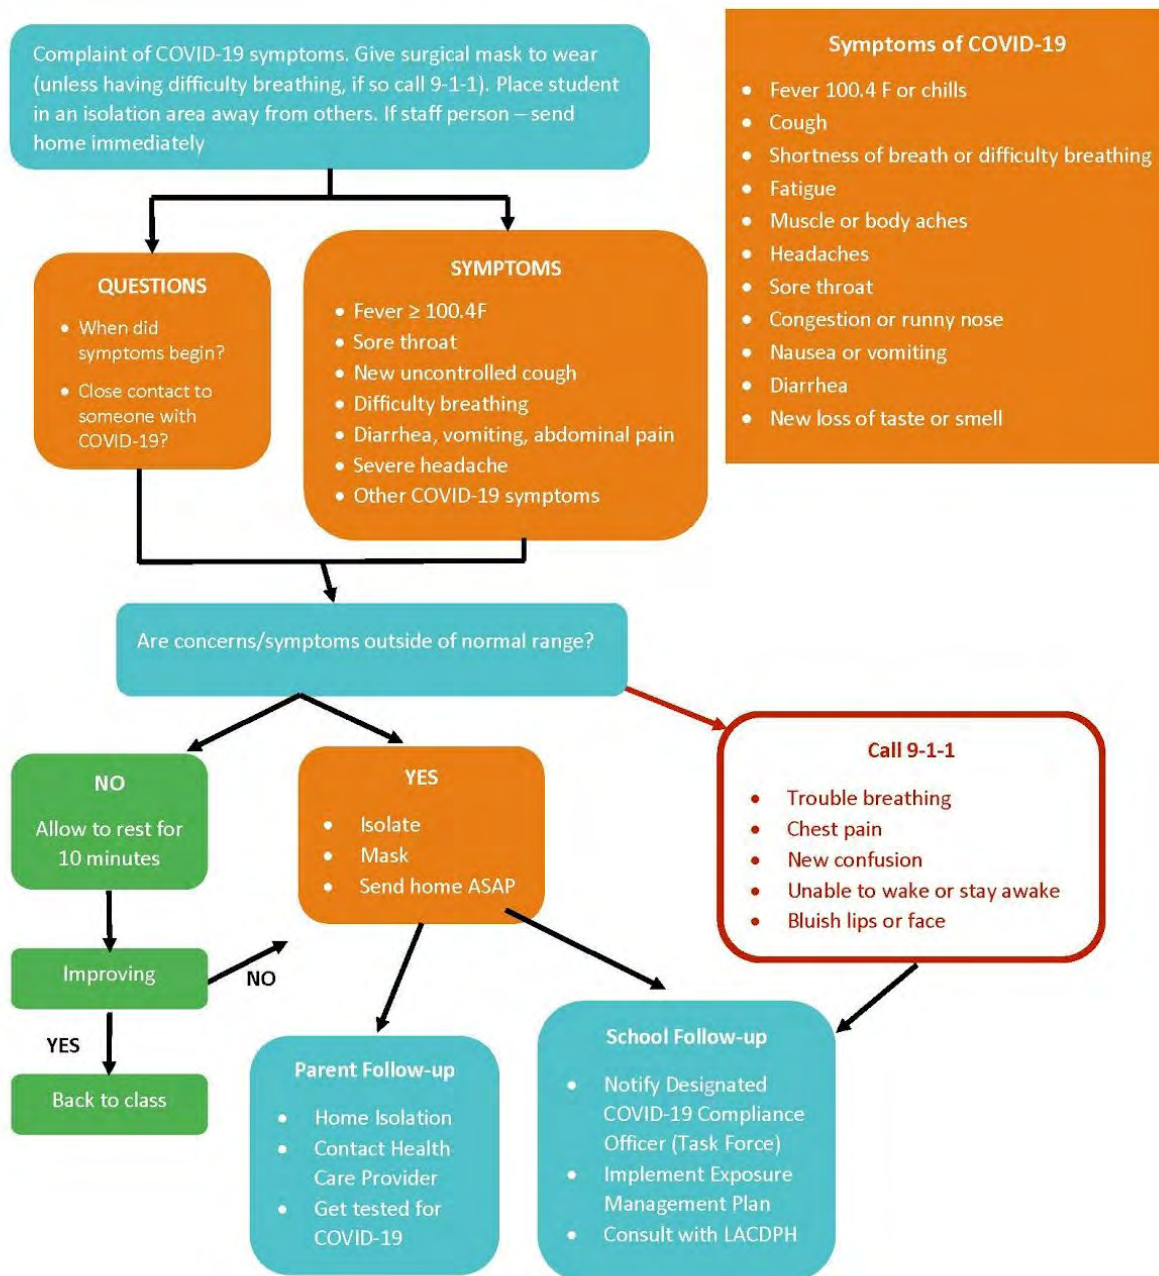 Complaint of COVID-19 symptoms. Give surgical mask to wear
(unless having difficulty breathing, if so call 9-1-1). Place student
in an isolation area away from others. If staff person – send
home immediately
Symptoms of COVID-19
• Fever 100.4 F or chills
• Cough
• Shortness of breath or difficulty breathing
• Fatigue
• Muscle or body aches
• Headaches
• Sore throat
• Congestion or runny nose
• Nausea or vomiting
• Diarrhea
• New loss of taste or smell
QUESTIONS
• When did
symptoms begin?
• Close contact to
someone with
COVID-19?
SYMPTOMS
• Fever ≥ 100.4F
• Sore throat
• New uncontrolled cough
• Difficulty breathing
• Diarrhea, vomiting, abdominal pain
• Severe headache
• Other COVID-19 symptoms
Are concerns/symptoms outside of normal range?
NO
Allow to rest for
10 minutes
YES
• Isolate
• Mask
• Send home ASAP
Call 9-1-1
• Trouble breathing
• Chest pain
• New confusion
• Unable to wake or stay awake
• Bluish lips or face
Improving
NO
YES
Back to class
Parent Follow-up
• Home Isolation
• Contact Health
Care Provider
• Get tested for
COVID-19
School Follow-up
• Notify Designated
COVID-19 Compliance
Officer (Task Force)
• Implement Exposure
Management Plan
• Consult with LACDPH